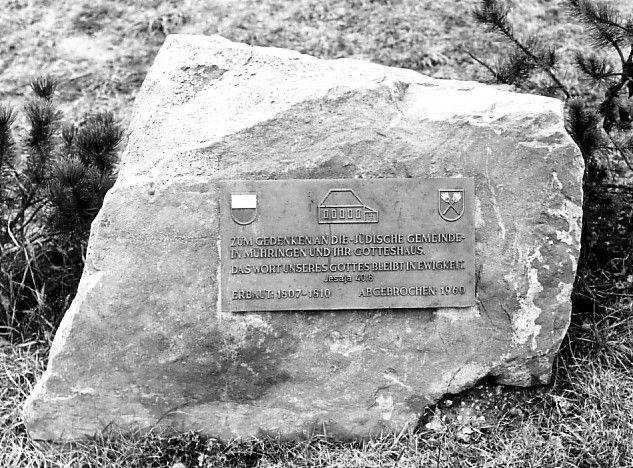 ZUM GEDENKEN AN DIE JÜDISCHE GEMEINDE
IN MÜHRINGEN UND IHR GOTTESHAUS.
DAS WORT UNSERES GOTTES BLEIBT IN EWIGKEIT.
Jesaja 40,8
ERBAUT: 1807-1810 ABGEBROCHEN: 1960